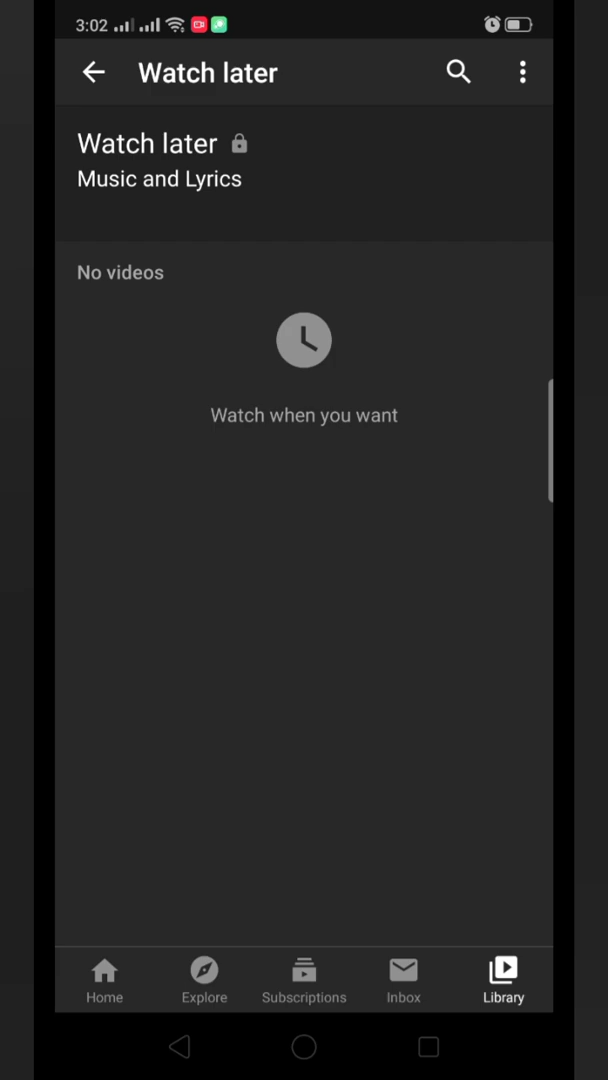 3:02
Watch later
Watch later
Music and Lyrics
No videos
Watch when you want
Home
Explore
Subscriptions
Inbox
Library